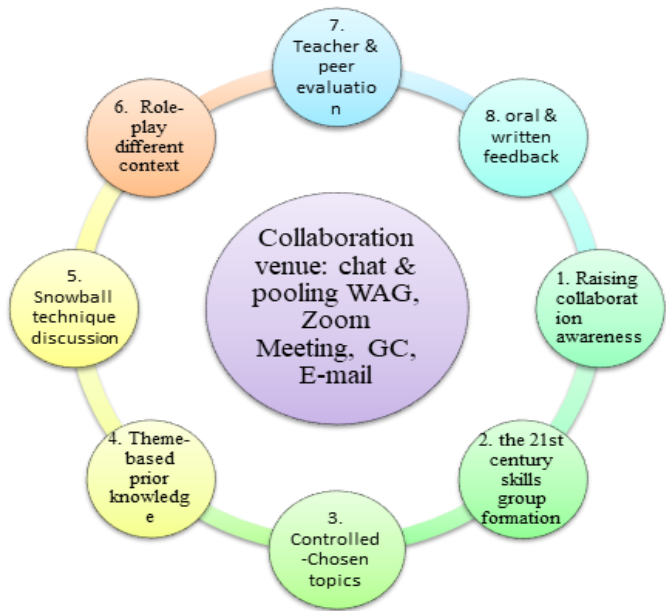 7.
Teacher &
peer
evaluatio
n
8. oral &
written
feedback
1. Raising
collaborat
ion
awareness
2. the 21st
century
skills
group
formation
3.
Controlled
-Chosen
topics
4. Theme-
based
prior
knowledg
e
5.
Snowball
technique
discussion
6. Role-
play
different
context
Collaboration
venue: chat &
pooling WAG,
Zoom
Meeting, GC,
E-mail